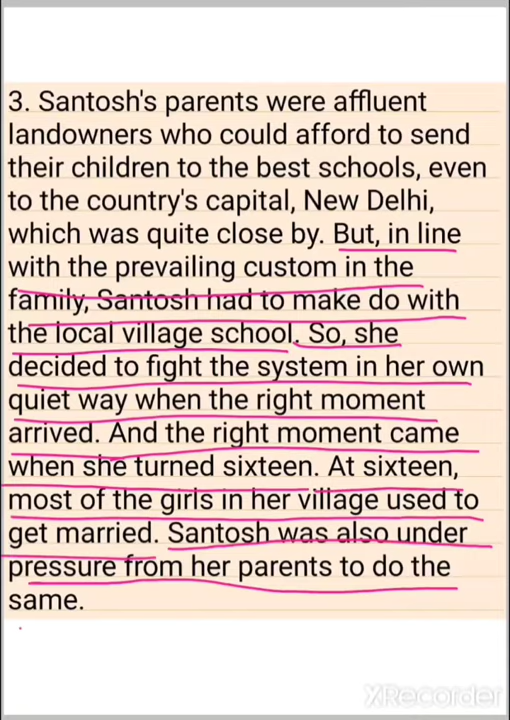 3. Santosh's parents were affluent
landowners who could afford to send
their children to the best schools, even
to the country's capital, New Delhi,
which was quite close by. But, in line
with the prevailing custom in the
family, Santosh had to make do with
the local village school. So, she
decided to fight the system in her own
quiet way when the right moment
arrived. And the right moment came
when she turned sixteen. At sixteen,
most of the girls in her village used to
get married. Santosh was also under
pressure from her parents to do the
same.
XRecorder